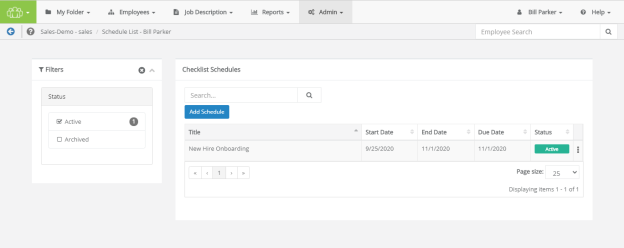 My Folder Employees Job Description Reports Admin Bill Parker Help
Sales-Demo - sales / Schedule List - Bill Parker Employee Search
Filters
Status
Active 1
Archived
Checklist Schedules
Search...
Add Schedule
Title Start Date End Date Due Date Status
New Hire Onboarding 9/25/2020 11/1/2020 11/1/2020 Active
« ‹ 1 › »
Page size: 25
Displaying items 1 - 1 of 1